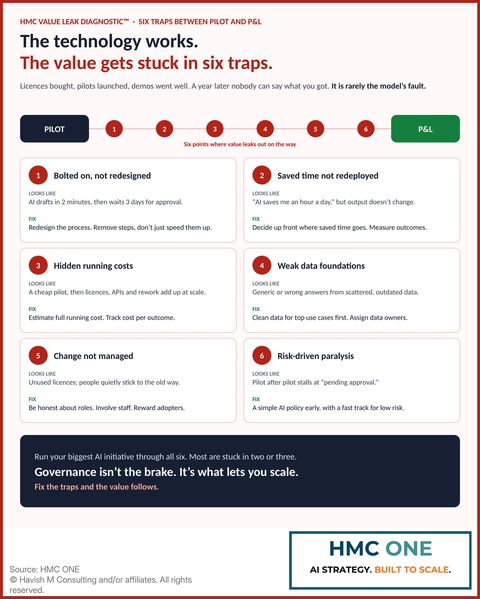 HMC VALUE LEAK DIAGNOSTIC™ · SIX TRAPS BETWEEN PILOT AND P&L
The technology works.
The value gets stuck in six traps.
Licences bought, pilots launched, demos went well. A year later nobody can say what you got. It is rarely the model's fault.
PILOT
1
2
3
4
5
6
P&L
Six points where value leaks out on the way
1
Bolted on, not redesigned
LOOKS LIKE
AI drafts in 2 minutes, then waits 3 days for approval.
FIX
Redesign the process. Remove steps, don't just speed them up.
2
Saved time not redeployed
LOOKS LIKE
"AI saves me an hour a day," but output doesn't change.
FIX
Decide up front where saved time goes. Measure outcomes.
3
Hidden running costs
LOOKS LIKE
A cheap pilot, then licences, APIs and rework add up at scale.
FIX
Estimate full running cost. Track cost per outcome.
4
Weak data foundations
LOOKS LIKE
Generic or wrong answers from scattered, outdated data.
FIX
Clean data for top use cases first. Assign data owners.
5
Change not managed
LOOKS LIKE
Unused licences; people quietly stick to the old way.
FIX
Be honest about roles. Involve staff. Reward adopters.
6
Risk-driven paralysis
LOOKS LIKE
Pilot after pilot stalls at "pending approval."
FIX
A simple AI policy early, with a fast track for low risk.
Run your biggest AI initiative through all six. Most are stuck in two or three.
Governance isn't the brake. It's what lets you scale.
Fix the traps and the value follows.
HMC ONE
AI STRATEGY. BUILT TO SCALE.
Source: HMC ONE
© Havish M Consulting and/or affiliates. All rights
reserved.